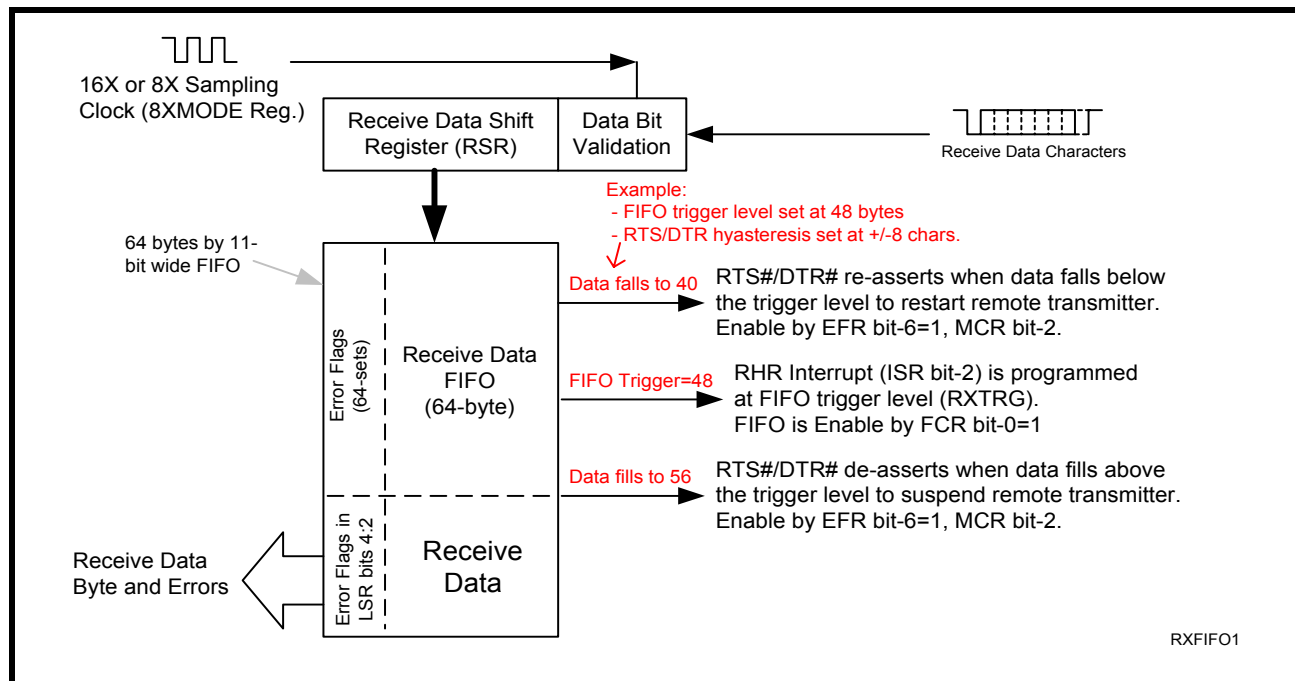 16X or 8X Sampling
Clock (8XMODE Reg.)
Receive Data Shift
Register (RSR)
Data Bit
Validation
Receive Data Characters
Example:
- FIFO trigger level set at 48 bytes
- RTS/DTR hyasteresis set at +/-8 chars.
64 bytes by 11-
bit wide FIFO
Error Flags
(64-sets)
Receive Data
FIFO
(64-byte)
Data falls to 40
RTS#/DTR# re-asserts when data falls below
the trigger level to restart remote transmitter.
Enable by EFR bit-6=1, MCR bit-2.
FIFO Trigger=48
RHR Interrupt (ISR bit-2) is programmed
at FIFO trigger level (RXTRG).
FIFO is Enable by FCR bit-0=1
Data fills to 56
RTS#/DTR# de-asserts when data fills above
the trigger level to suspend remote transmitter.
Enable by EFR bit-6=1, MCR bit-2.
Error Flags in
LSR bits 4:2
Receive
Data
Receive Data
Byte and Errors
RXFIFO1